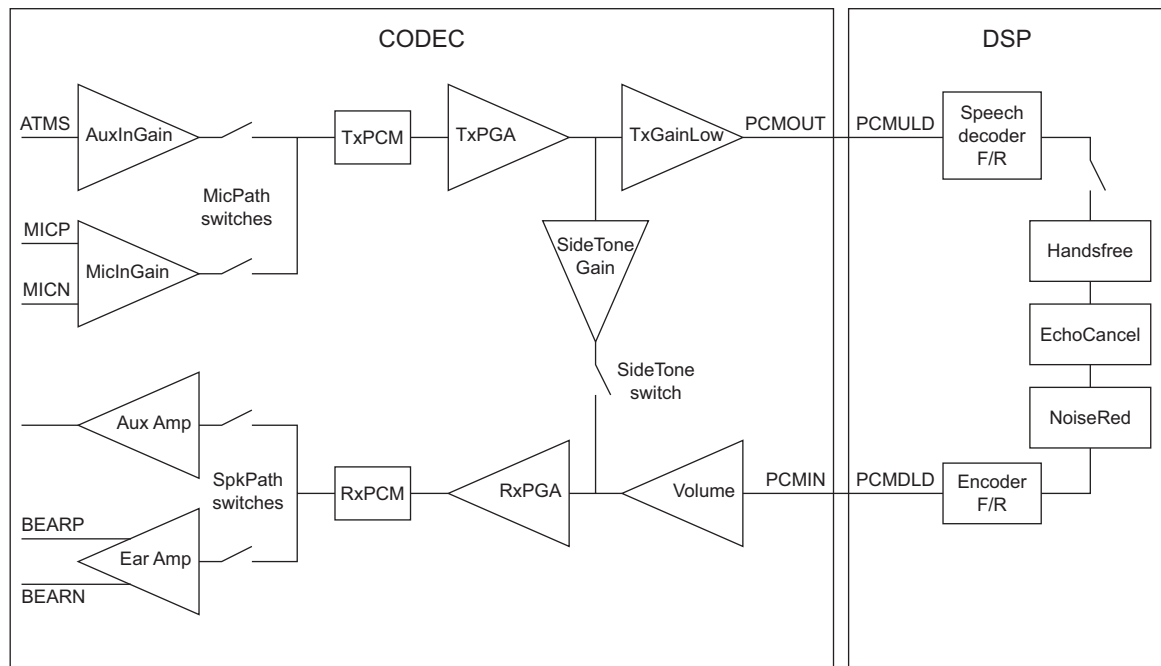 CODEC
DSP
ATMS
AuxInGain
TxPCM
TxPGA
TxGainLow
PCMOUT
PCMULD
Speech
decoder
F/R
MicPath
switches
MICP
MICN
MicInGain
SideTone
Gain
Handsfree
EchoCancel
SideTone
switch
NoiseRed
Aux Amp
SpkPath
switches
RxPCM
RxPGA
Volume
PCMIN
PCMDLD
Encoder
F/R
BEARP
Ear Amp
BEARN